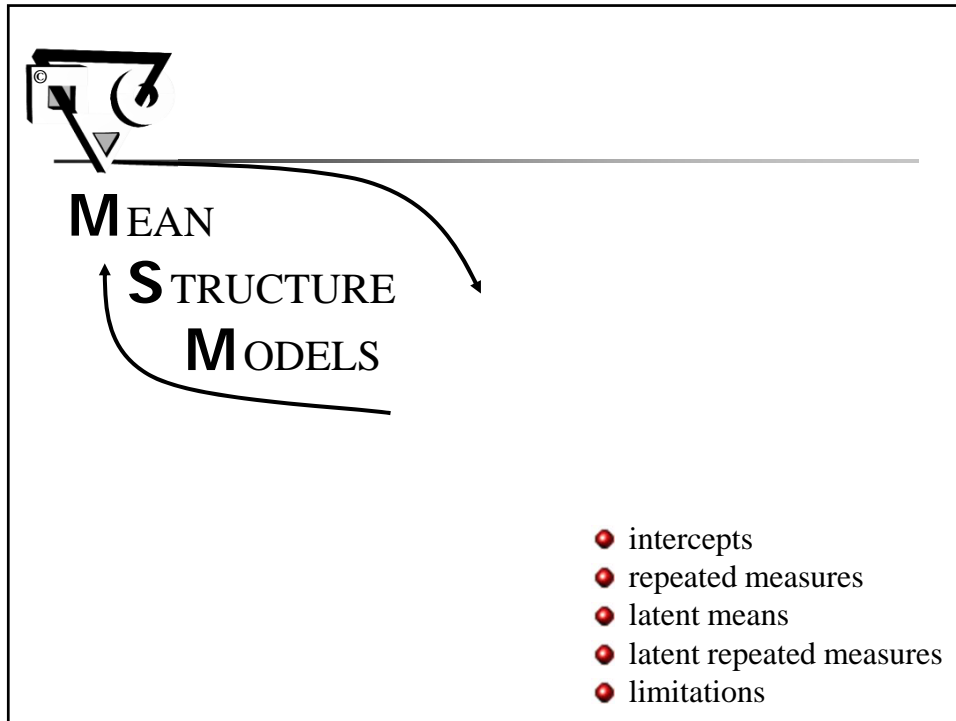 ©
MEAN
STRUCTURE
MODELS
intercepts
repeated measures
latent means
latent repeated measures
limitations